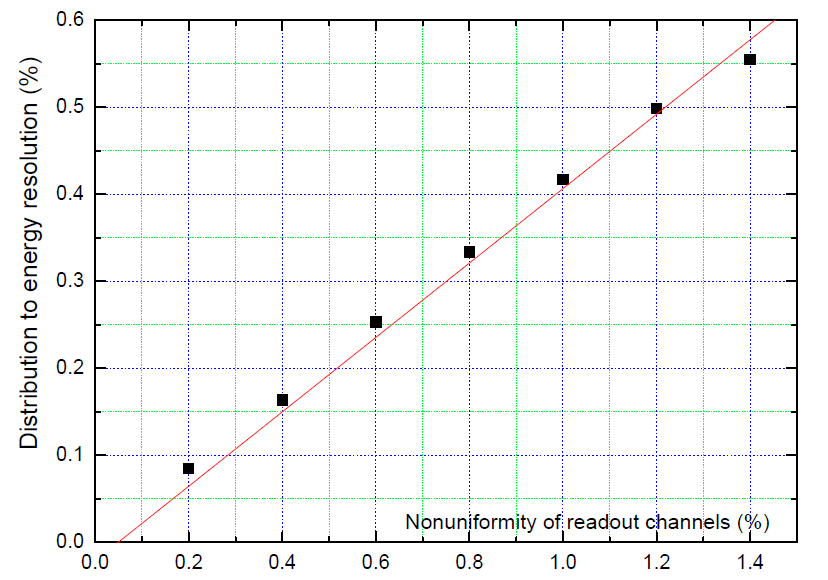 Distribution to energy resolution (%)
0.6
0.5
0.4
0.3
0.2
0.1
0.0
Nonuniformity of readout channels (%)
0.0 0.2 0.4 0.6 0.8 1.0 1.2 1.4